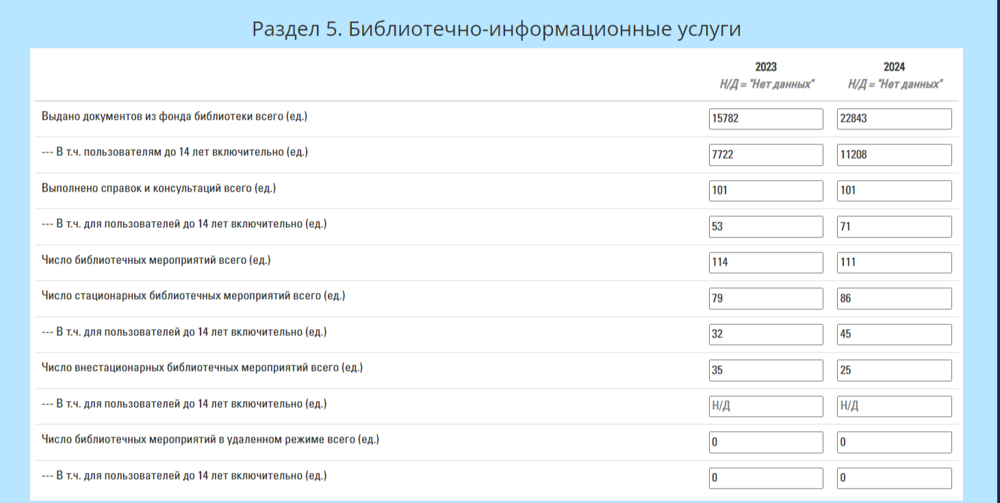 Раздел 5. Библиотечно-информационные услуги
2023 2024
Н/Д = "Нет данных" Н/Д = "Нет данных"
Выдано документов из фонда библиотеки всего (ед.) 15782 22843
--- В т.ч. пользователям до 14 лет включительно (ед.) 7722 11208
Выполнено справок и консультаций всего (ед.) 101 101
--- В т.ч. для пользователей до 14 лет включительно (ед.) 53 71
Число библиотечных мероприятий всего (ед.) 114 111
Число стационарных библиотечных мероприятий всего (ед.) 79 86
--- В т.ч. для пользователей до 14 лет включительно (ед.) 32 45
Число внестационарных библиотечных мероприятий всего (ед.) 35 25
--- В т.ч. для пользователей до 14 лет включительно (ед.) Н/Д Н/Д
Число библиотечных мероприятий в удаленном режиме всего (ед.) 0 0
--- В т.ч. для пользователей до 14 лет включительно (ед.) 0 0